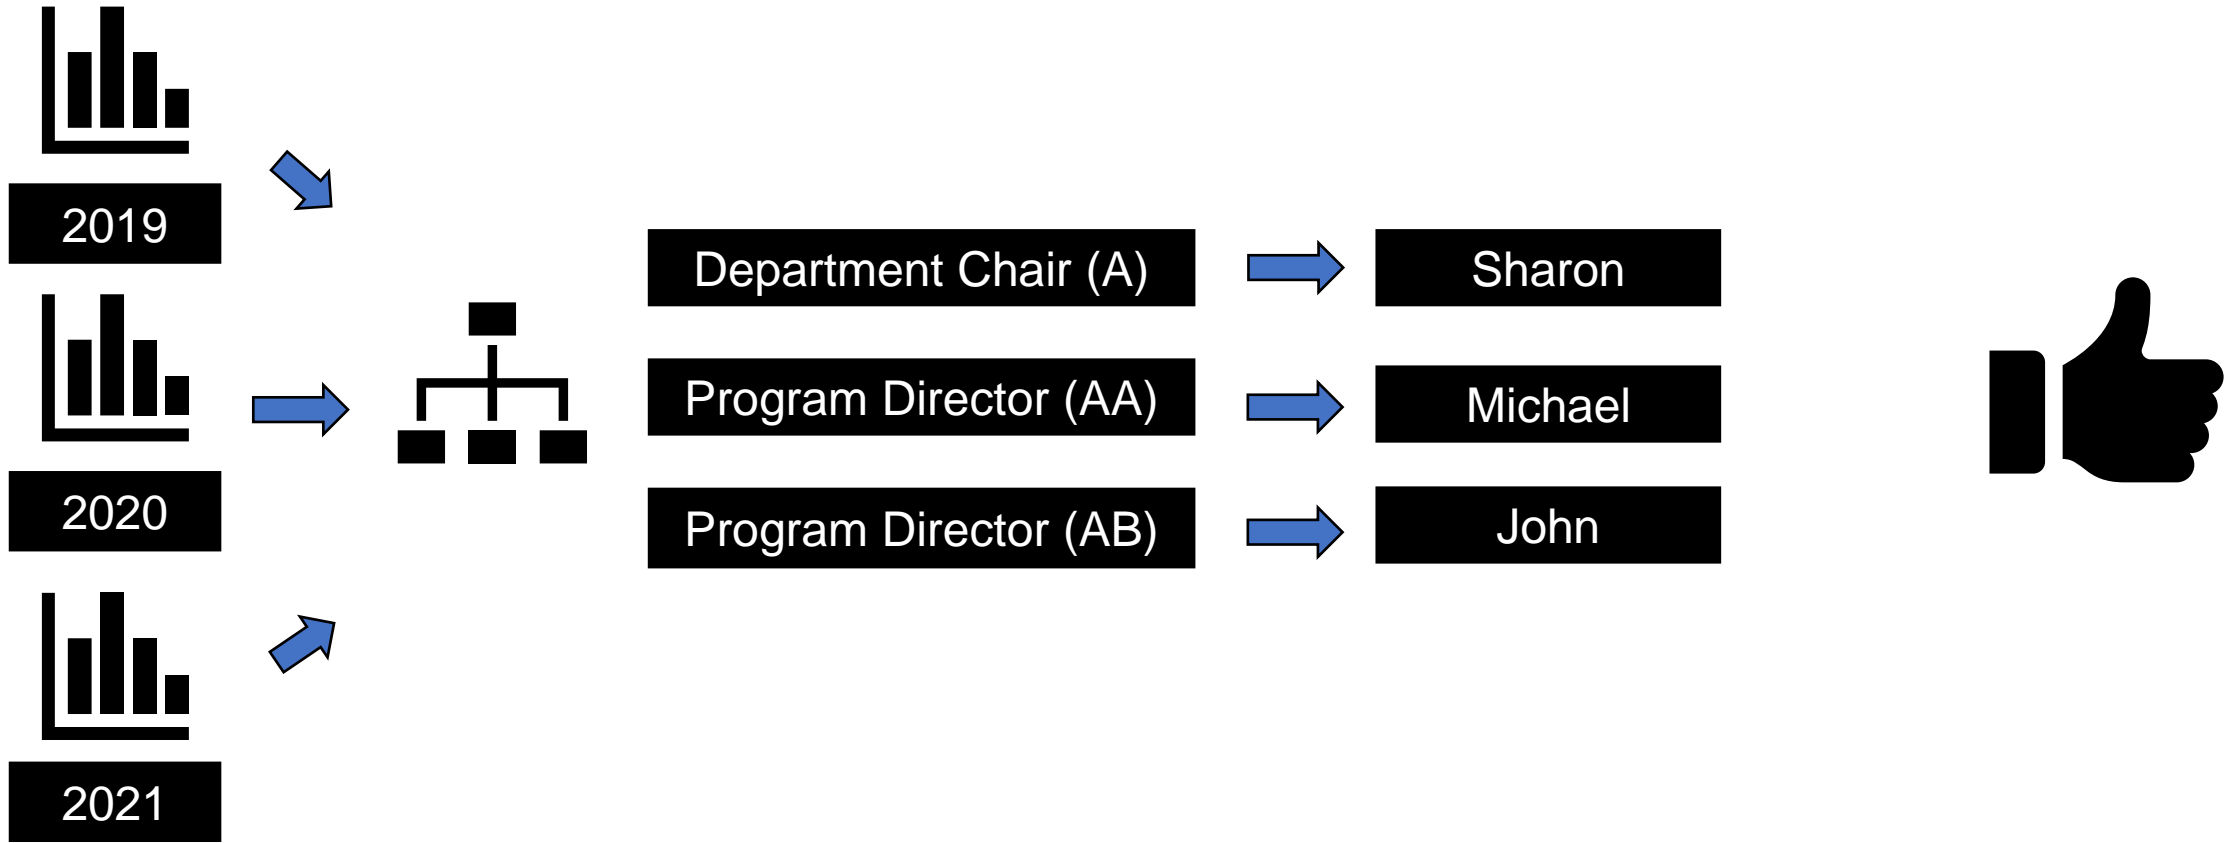 2019
2020
2021
Department Chair (A)
Sharon
Program Director (AA)
Michael
Program Director (AB)
John